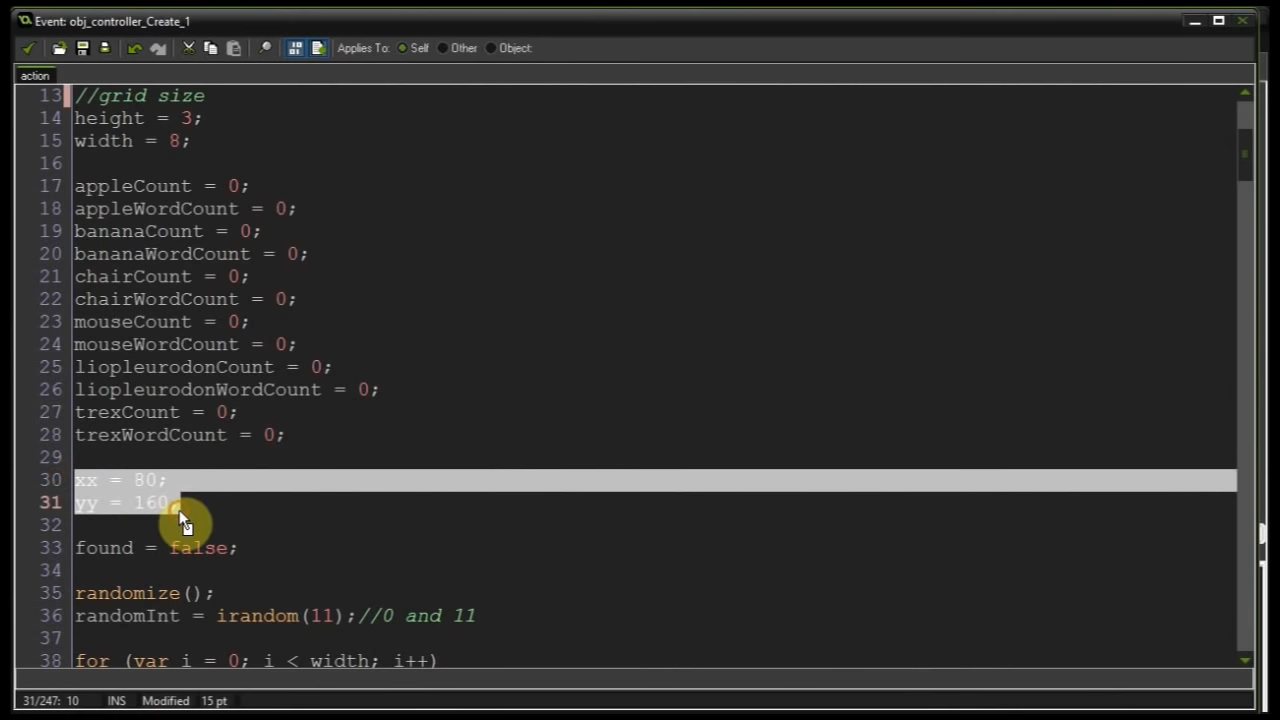 Event: obj_controller_Create_1
Applies To: Self Other Object:
action
13 //grid size
14 height = 3;
15 width = 8;
16
17 appleCount = 0;
18 appleWordCount = 0;
19 bananaCount = 0;
20 bananaWordCount = 0;
21 chairCount = 0;
22 chairWordCount = 0;
23 mouseCount = 0;
24 mouseWordCount = 0;
25 liopleurodonCount = 0;
26 liopleurodonWordCount = 0;
27 trexCount = 0;
28 trexWordCount = 0;
29
30 xx = 80;
31 yy = 160;
32
33 found = false;
34
35 randomize();
36 randomInt = irandom(11);//0 and 11
37
38 for (var i = 0; i < width; i++)
31/247: 10 INS Modified 15 pt